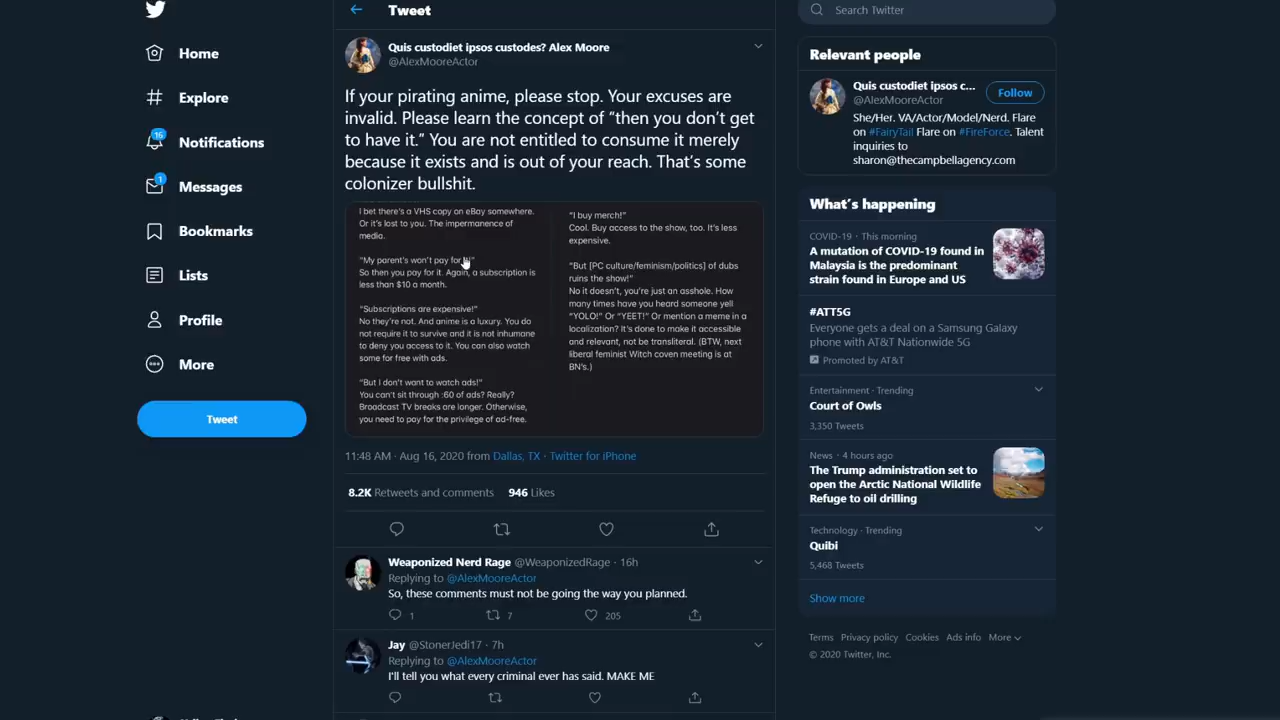 Tweet
Search Twitter
Home
Explore
16
Notifications
1
Messages
Bookmarks
Lists
Profile
More
Tweet
Quis custodiet ipsos custodes? Alex Moore
@AlexMooreActor
If your pirating anime, please stop. Your excuses are
invalid. Please learn the concept of “then you don’t get
to have it.” You are not entitled to consume it merely
because it exists and is out of your reach. That’s some
colonizer bullshit.
I bet there's a VHS copy on eBay somewhere.
Or it's lost to you. The impermanence of
media.
"My parent's won't pay for
So then you pay for it. Again, a subscription is
less than $10 a month.
"Subscriptions are expensive!"
No they're not. And anime is a luxury. You do
not require it to survive and it is not inhumane
to deny you access to it. You can also watch
some for free with ads.
"But I don't want to watch ads!"
You can't sit through :60 of ads? Really?
Broadcast TV breaks are longer. Otherwise,
you need to pay for the privilege of ad-free.
"I buy merch!"
Cool. Buy access to the show, too. It's less
expensive.
"But [PC culture/feminism/politics] of dubs
ruins the show!"
No it doesn't, you're just an asshole. How
many times have you heard someone yell
"YOLO!" Or "YEET!" Or mention a meme in a
localization? It's done to make it accessible
and relevant, not be transliteral. (BTW, next
liberal feminist Witch coven meeting is at
BN's.)
11:48 AM · Aug 16, 2020 from Dallas, TX · Twitter for iPhone
8.2K Retweets and comments 946 Likes
Weaponized Nerd Rage @WeaponizedRage · 16h
Replying to @AlexMooreActor
So, these comments must not be going the way you planned.
1 7 205
Jay @StonerJedi17 · 7h
Replying to @AlexMooreActor
I'll tell you what every criminal ever has said. MAKE ME
Relevant people
Quis custodiet ipsos c...
@AlexMooreActor
Follow
She/Her. VA/Actor/Model/Nerd. Flare
on #FairyTail Flare on #FireForce. Talent
inquiries to
sharon@thecampbellagency.com
What’s happening
COVID-19 · This morning
A mutation of COVID-19 found in
Malaysia is the predominant
strain found in Europe and US
#ATT5G
Everyone gets a deal on a Samsung Galaxy
phone with AT&T Nationwide 5G
Promoted by AT&T
Entertainment · Trending
Court of Owls
3,350 Tweets
News · 4 hours ago
The Trump administration set to
open the Arctic National Wildlife
Refuge to oil drilling
Technology · Trending
Quibi
5,468 Tweets
Show more
Terms Privacy policy Cookies Ads info More
© 2020 Twitter, Inc.